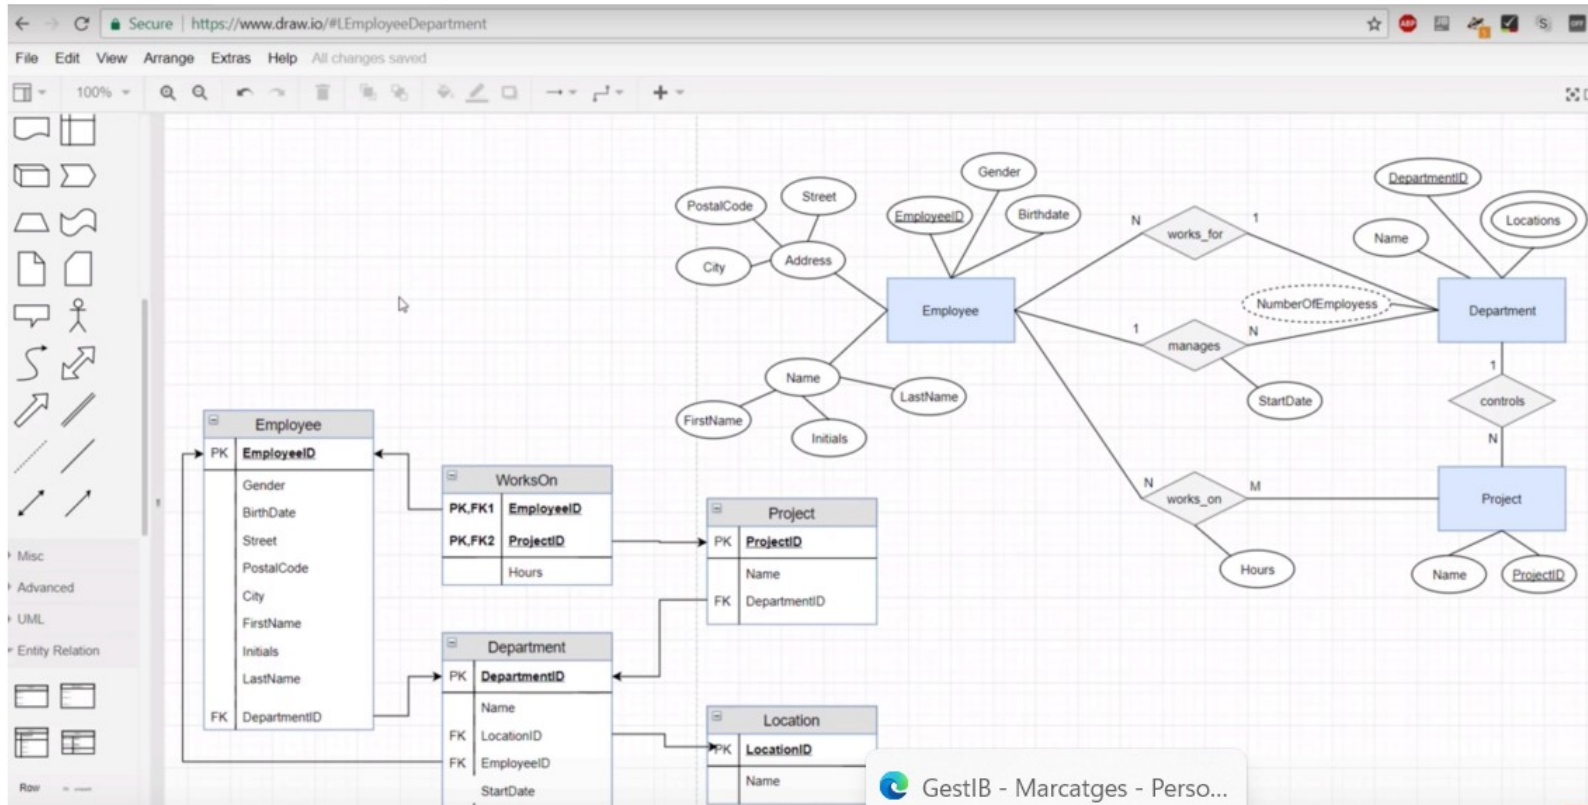 Secure https://www.draw.io/#LEmployeeDepartment
File Edit View Arrange Extras Help All changes saved
100%
Misc
Advanced
UML
Entity Relation
Row
Gender
Street
PostalCode
EmployeeID
Birthdate
Address
City
Employee
Name
LastName
FirstName
Initials
N
works_for
1
1
manages
N
StartDate
N
works_on
M
Hours
DepartmentID
Locations
Name
NumberOfEmployess
Department
1
controls
N
Project
Name
ProjectID
Employee
PK EmployeeID
Gender
BirthDate
Street
PostalCode
City
FirstName
Initials
LastName
FK DepartmentID
WorksOn
PK,FK1 EmployeeID
PK,FK2 ProjectID
Hours
Project
PK ProjectID
Name
FK DepartmentID
Department
PK DepartmentID
Name
FK LocationID
FK EmployeeID
StartDate
Location
PK LocationID
Name
GestIB - Marcatges - Perso...
1
ABP